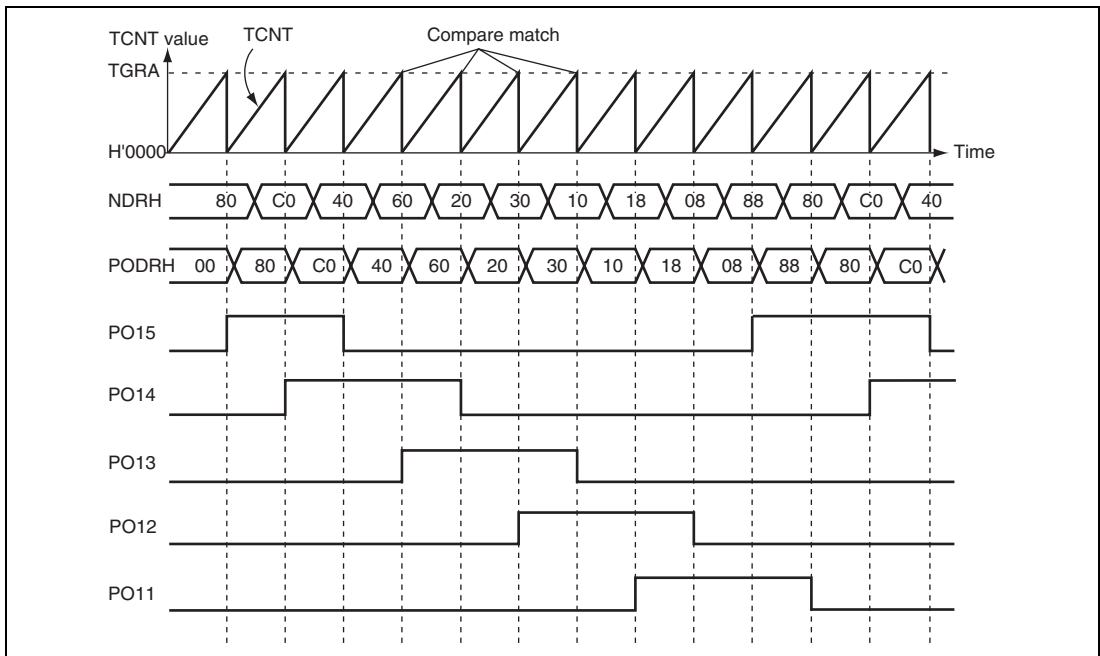 TCNT value TCNT Compare match
TGRA
H'0000 Time
NDRH 80 C0 40 60 20 30 10 18 08 88 80 C0 40
PODRH 00 80 C0 40 60 20 30 10 18 08 88 80 C0
PO15
PO14
PO13
PO12
PO11